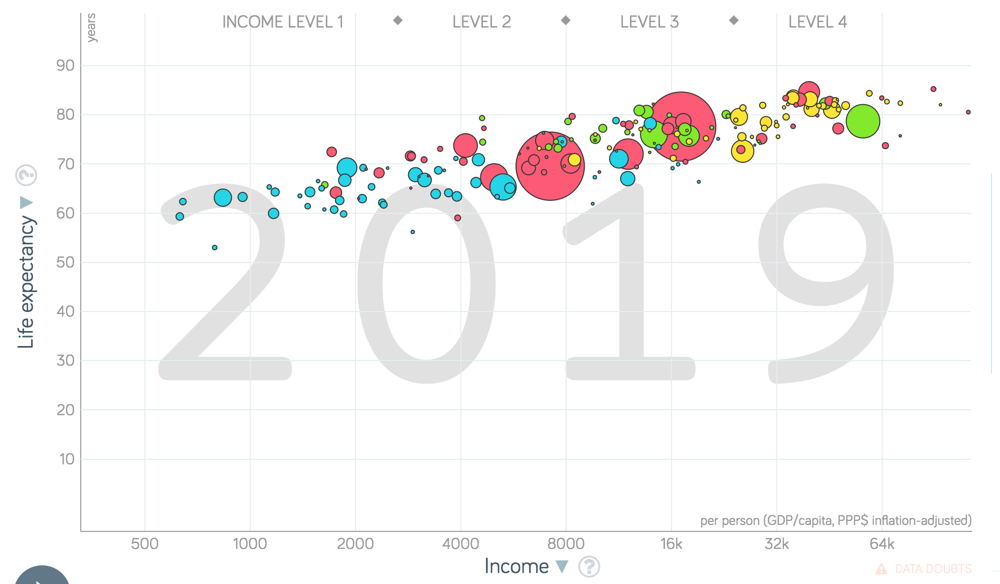 years
INCOME LEVEL 1 ◆ LEVEL 2 ◆ LEVEL 3 ◆ LEVEL 4
90
80
70
60
50
40
30
20
10
Life expectancy ▼ ?
2019
per person (GDP/capita, PPP$ inflation-adjusted)
500 1000 2000 4000 8000 16k 32k 64k
Income ▼ ?
DATA DOUBTS